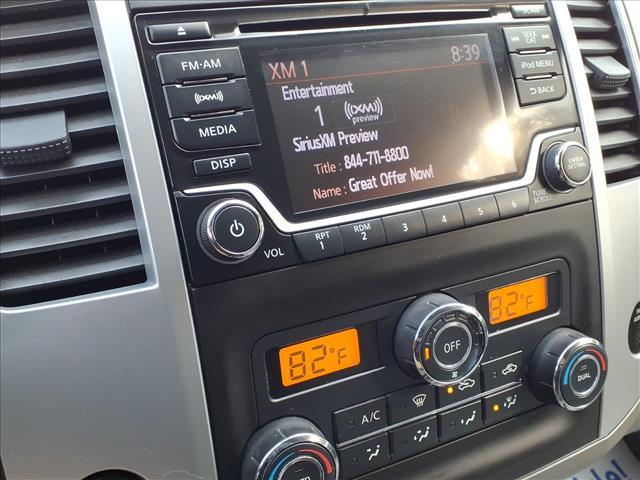 SCAN
FM·AM
XM 1
8:39
SEEK
CAT
((XM))
Entertainment
iPod MENU
1 ((XM))
preview
MEDIA
SiriusXM Preview
BACK
DISP
Title : 844-711-8800
ENTER
SETTING
Name : Great Offer Now!
TUNE
SCROLL
VOL
RPT
1
RDM
2
3
4
5
6
82°F
82°F
OFF
A/C
DUAL